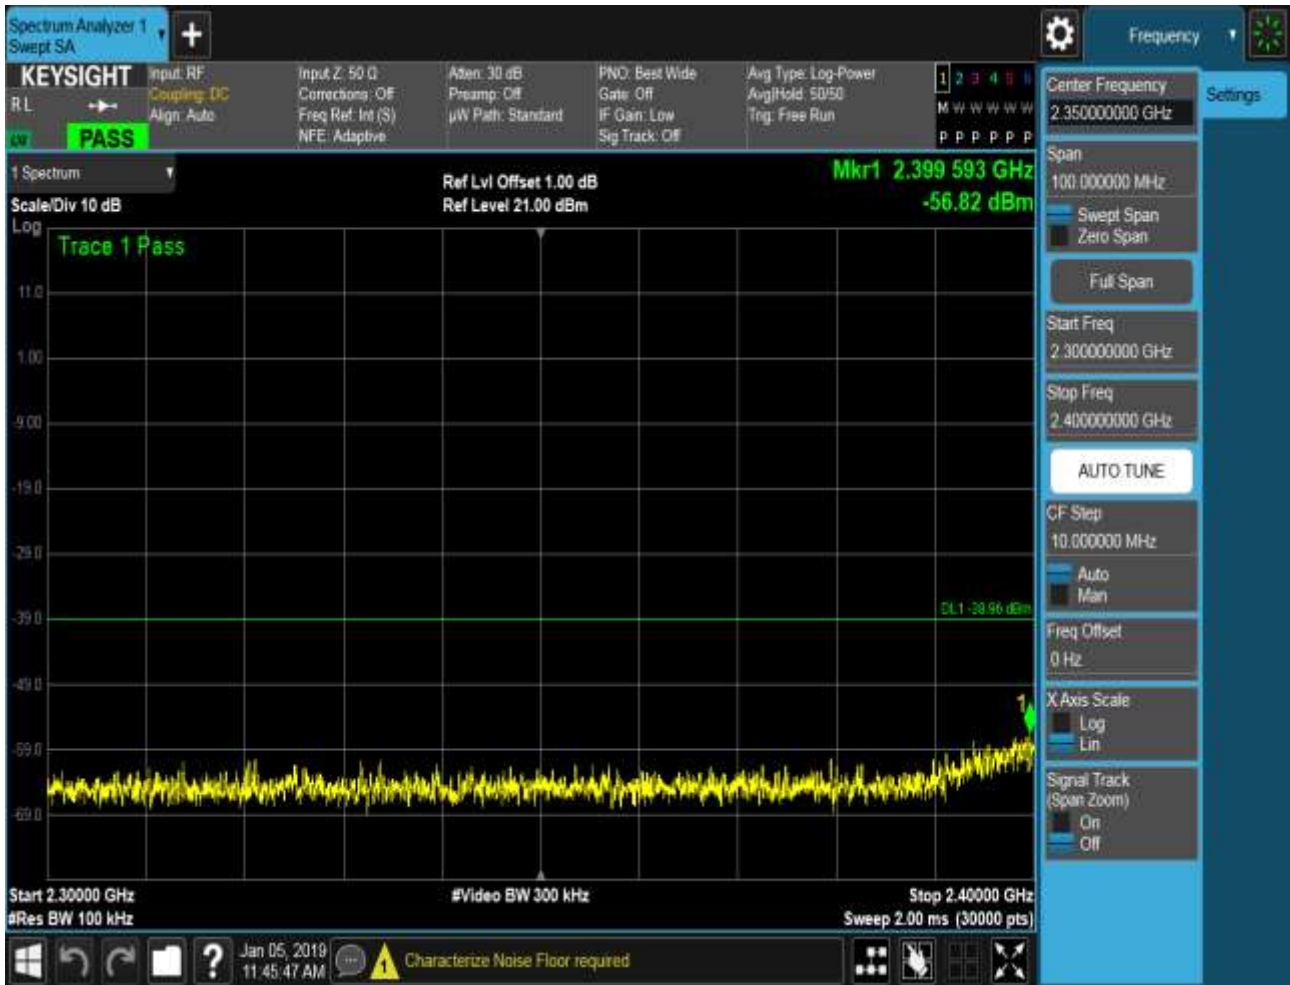 Spectrum Analyzer 1
Swept SA
+
Frequency
KEYSIGHT
RL
PASS
Input: RF
Coupling: DC
Align: Auto
Input Z: 50 Ω
Corrections: Off
Freq Ref: Int (S)
NFE: Adaptive
Atten: 30 dB
Preamp: Off
µW Path: Standard
PNO: Best Wide
Gate: Off
IF Gain: Low
Sig Track: Off
Avg Type: Log-Power
Avg|Hold: 50/50
Trig: Free Run
1 2 3 4 5 6
M W W W W W
P P P P P P
1 Spectrum
Scale/Div 10 dB
Log
Ref Lvl Offset 1.00 dB
Ref Level 21.00 dBm
Mkr1 2.399 593 GHz
-56.82 dBm
Trace 1 Pass
11.0
1.00
-9.00
-19.0
-29.0
-39.0
-49.0
-59.0
-69.0
DL1 -38.96 dBm
1
Start 2.30000 GHz
#Res BW 100 kHz
#Video BW 300 kHz
Stop 2.40000 GHz
Sweep 2.00 ms (30000 pts)
Center Frequency
2.350000000 GHz
Settings
Span
100.000000 MHz
Swept Span
Zero Span
Full Span
Start Freq
2.300000000 GHz
Stop Freq
2.400000000 GHz
AUTO TUNE
CF Step
10.000000 MHz
Auto
Man
Freq Offset
0 Hz
X Axis Scale
Log
Lin
Signal Track
(Span Zoom)
On
Off
?
Jan 05, 2019
11:45:47 AM
1
Characterize Noise Floor required